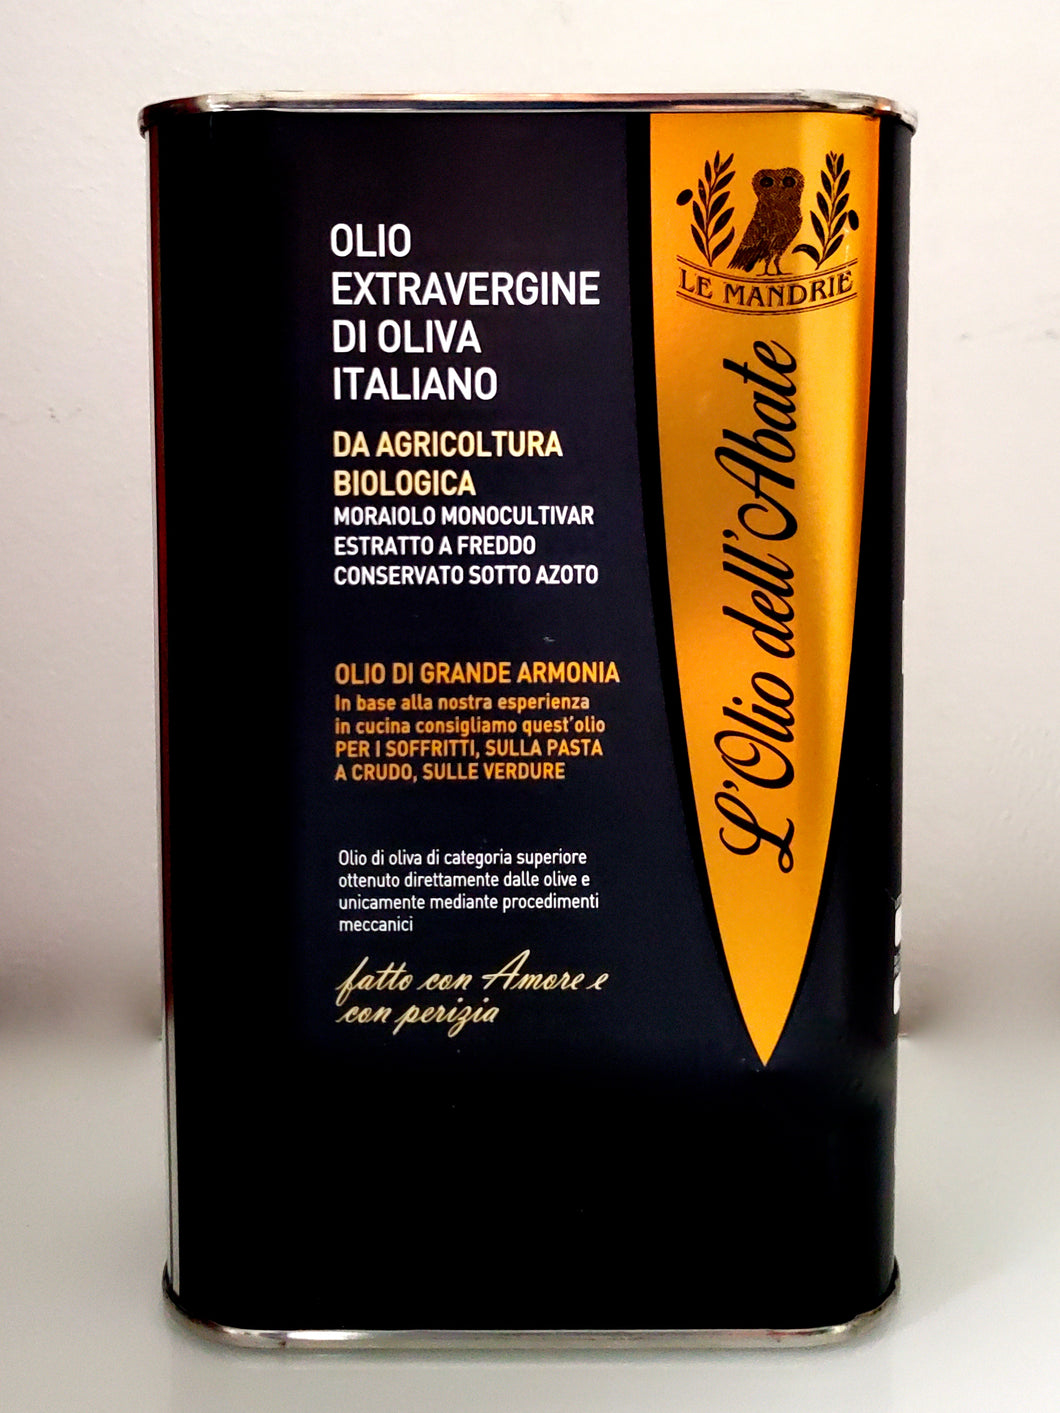 OLIO
EXTRAVERGINE
DI OLIVA
ITALIANO
DA AGRICOLTURA
BIOLOGICA
MORAIOLO MONOCULTIVAR
ESTRATTO A FREDDO
CONSERVATO SOTTO AZOTO
OLIO DI GRANDE ARMONIA
In base alla nostra esperienza
in cucina consigliamo quest'olio
PER I SOFFRITTI, SULLA PASTA
A CRUDO, SULLE VERDURE
Olio di oliva di categoria superiore
ottenuto direttamente dalle olive e
unicamente mediante procedimenti
meccanici
fatto con Amore e
con perizia
LE MANDRIE
L'Olio dell'Abate